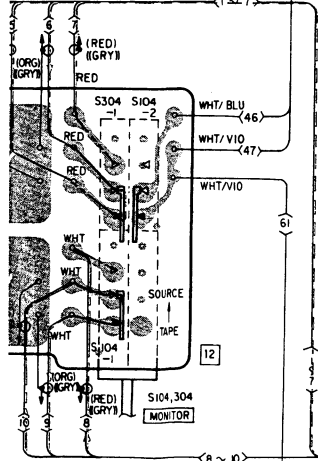 5
6
7
(RED)
((GRY))
(ORG)
((GRY))
RED
S304
-1
S104
-2
WHT/BLU
46
RED
WHT/VIO
47
RED
WHT/VIO
61
WHT
WHT
SOURCE
TAPE
WHT
S104
-1
12
(ORG)
((GRY))
(RED)
((GRY))
S104,304
MONITOR
10
9
8
8 ~ 10